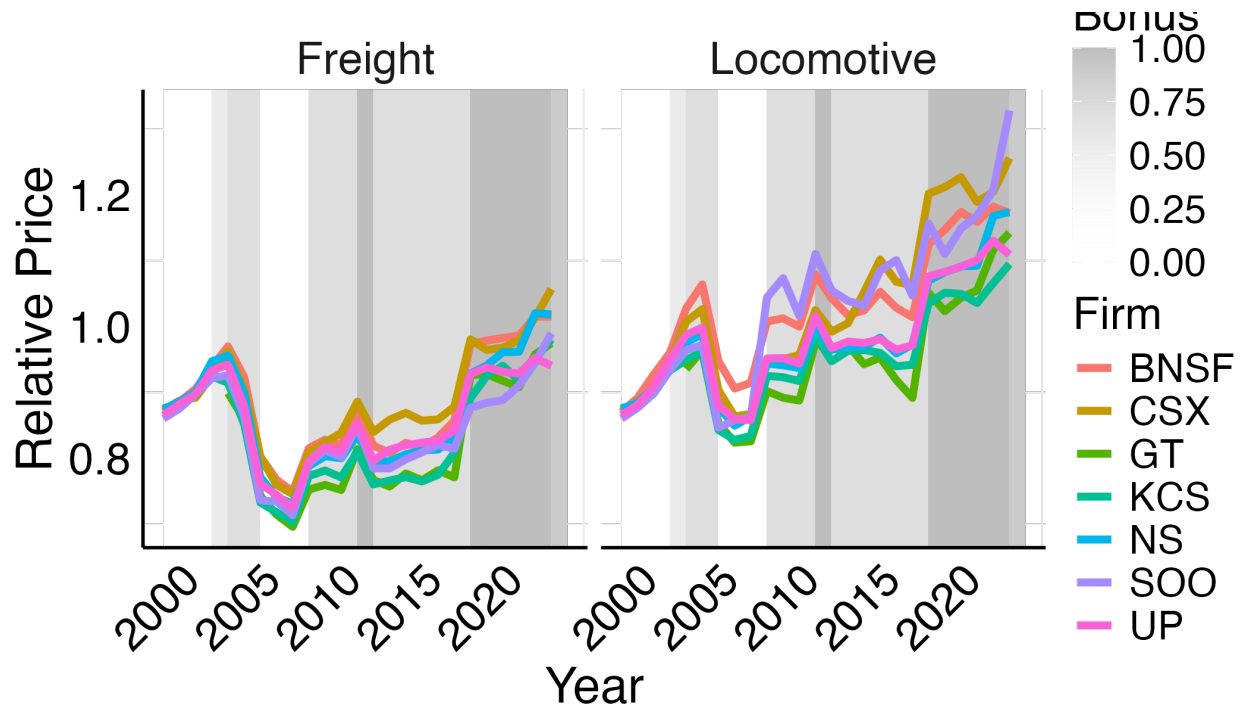 Freight
Locomotive
Relative Price
1.2
1.0
0.8
2000
2005
2010
2015
2020
2000
2005
2010
2015
2020
Year
Bonus
1.00
0.75
0.50
0.25
0.00
Firm
BNSF
CSX
GT
KCS
NS
SOO
UP